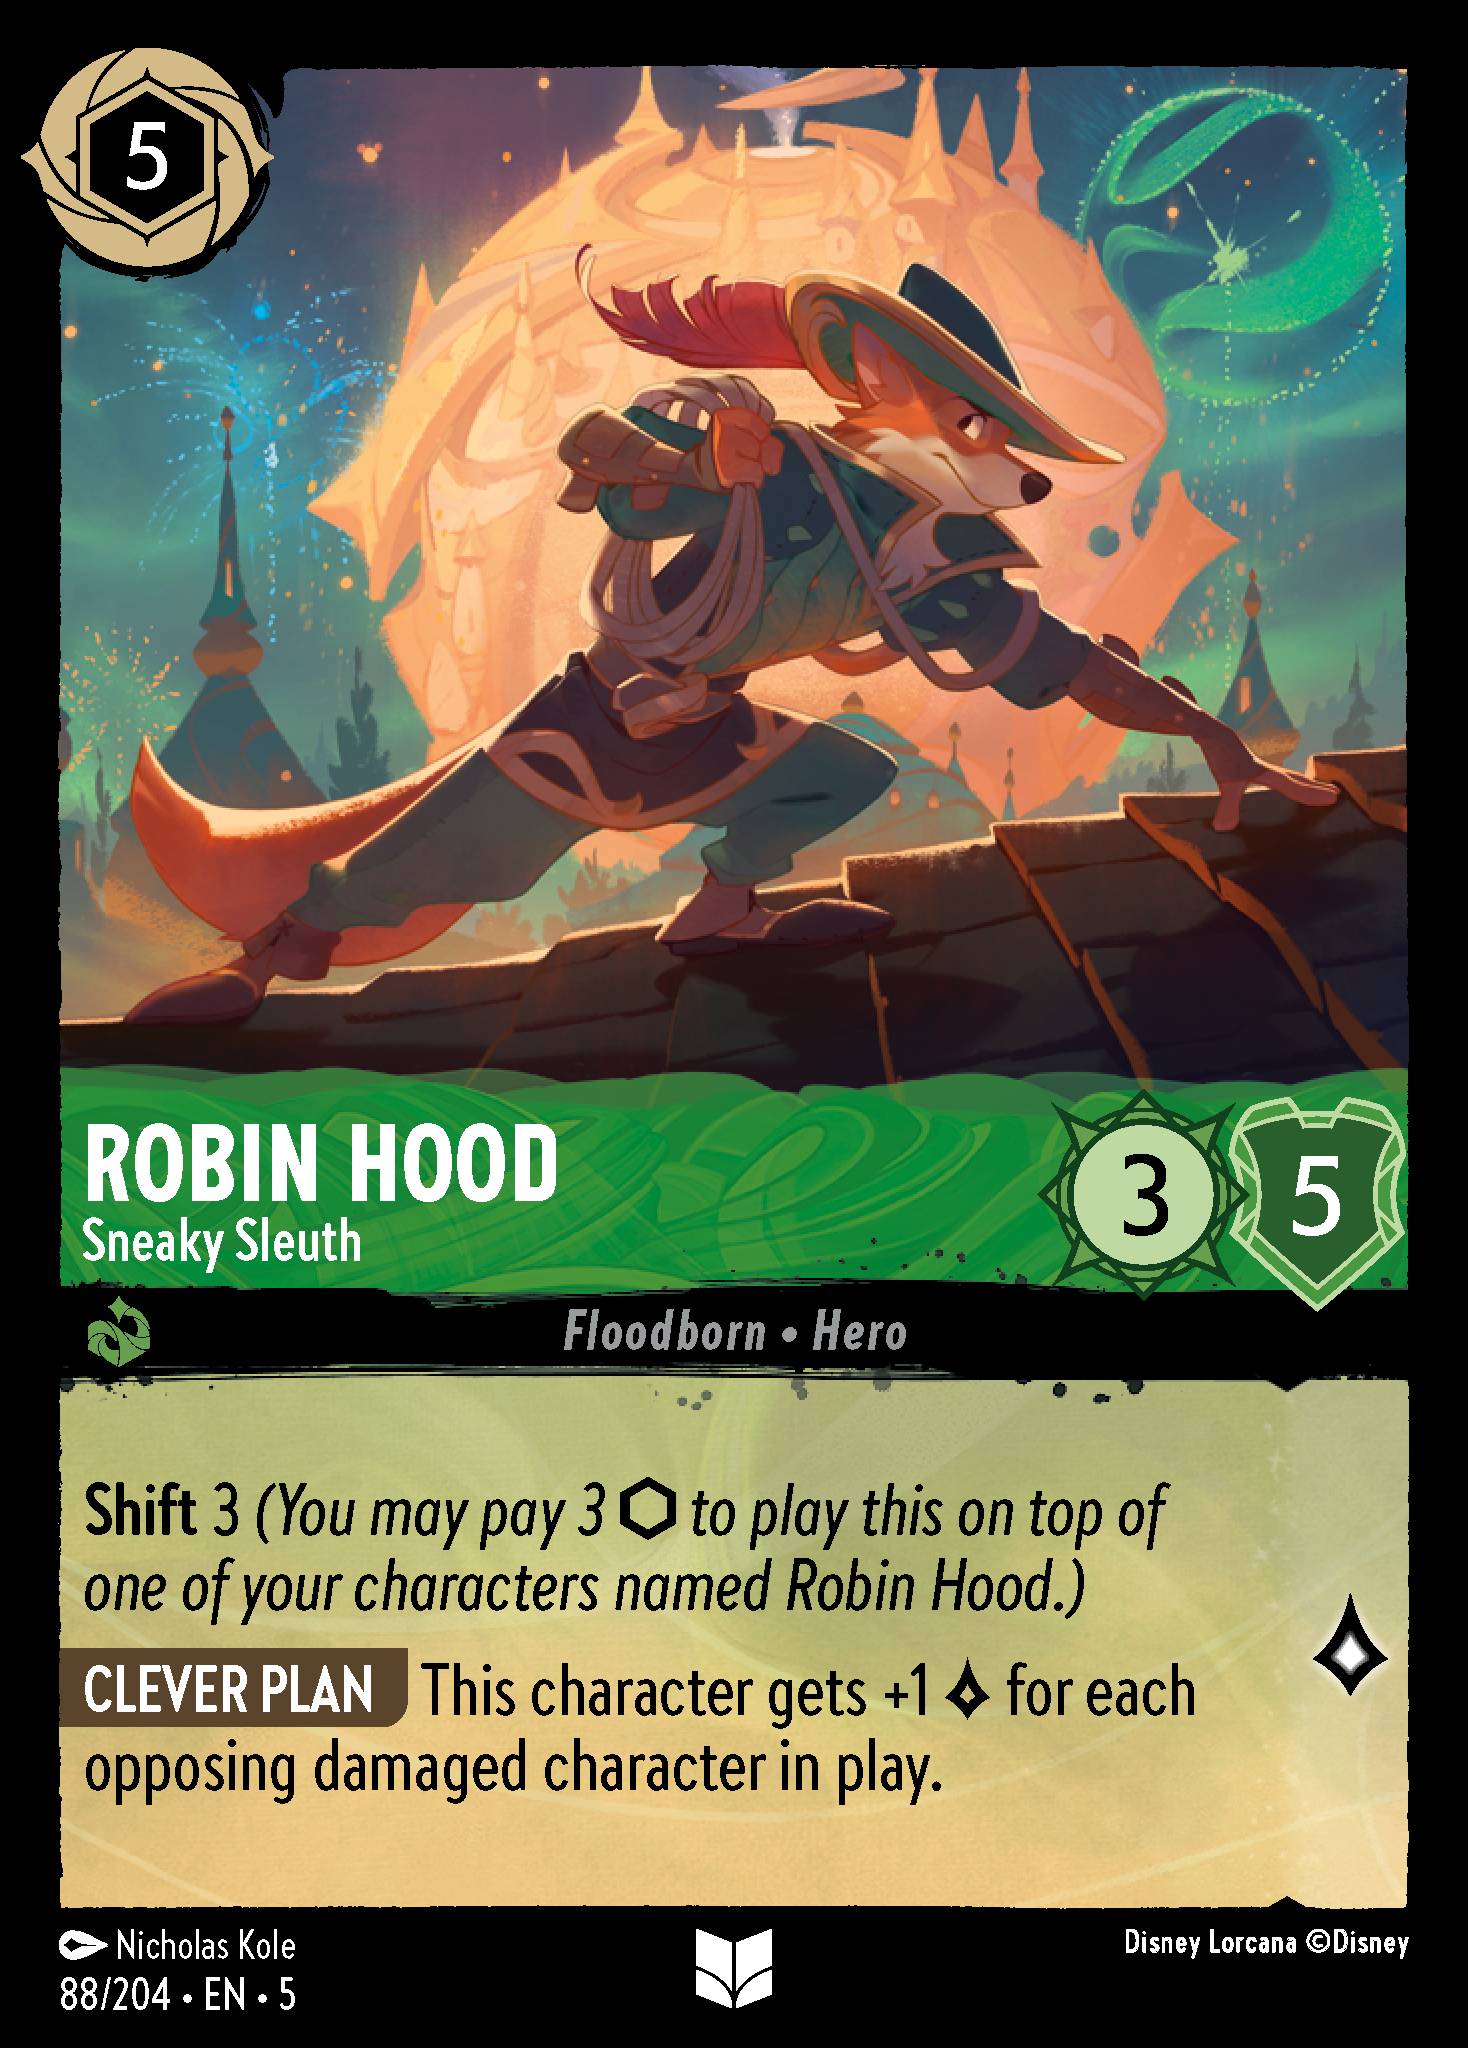 5
ROBIN HOOD
Sneaky Sleuth
3
5
Floodborn • Hero
Shift 3 (You may pay 3 ⬡ to play this on top of
one of your characters named Robin Hood.)
CLEVER PLAN This character gets +1 ◊ for each
opposing damaged character in play.
Nicholas Kole
88/204 • EN • 5
Disney Lorcana ©Disney